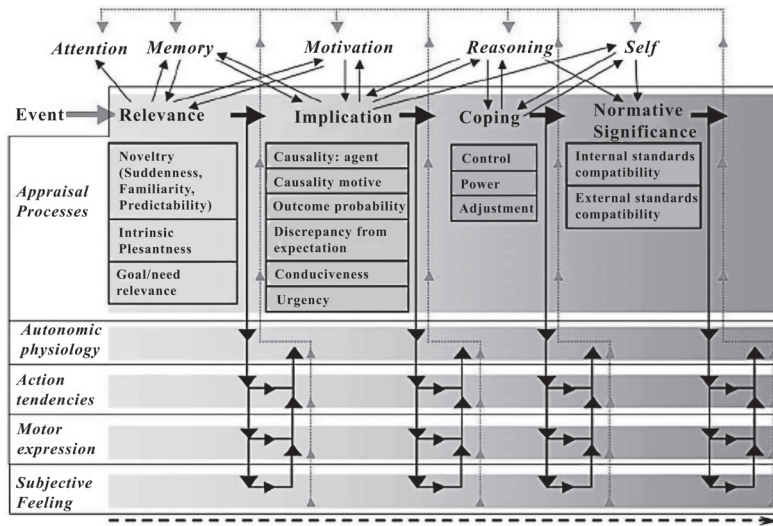 Attention
Memory
Motivation
Reasoning
Self
Event
Relevance
Implication
Coping
Normative
Significance
Appraisal
Processes
Noveltry
(Suddenness,
Familiarity,
Predictability)
Intrinsic
Plesantness
Goal/need
relevance
Causality: agent
Causality motive
Outcome probability
Discrepancy from
expectation
Conduciveness
Urgency
Control
Power
Adjustment
Internal standards
compatibility
External standards
compatibility
Autonomic
physiology
Action
tendencies
Motor
expression
Subjective
Feeling